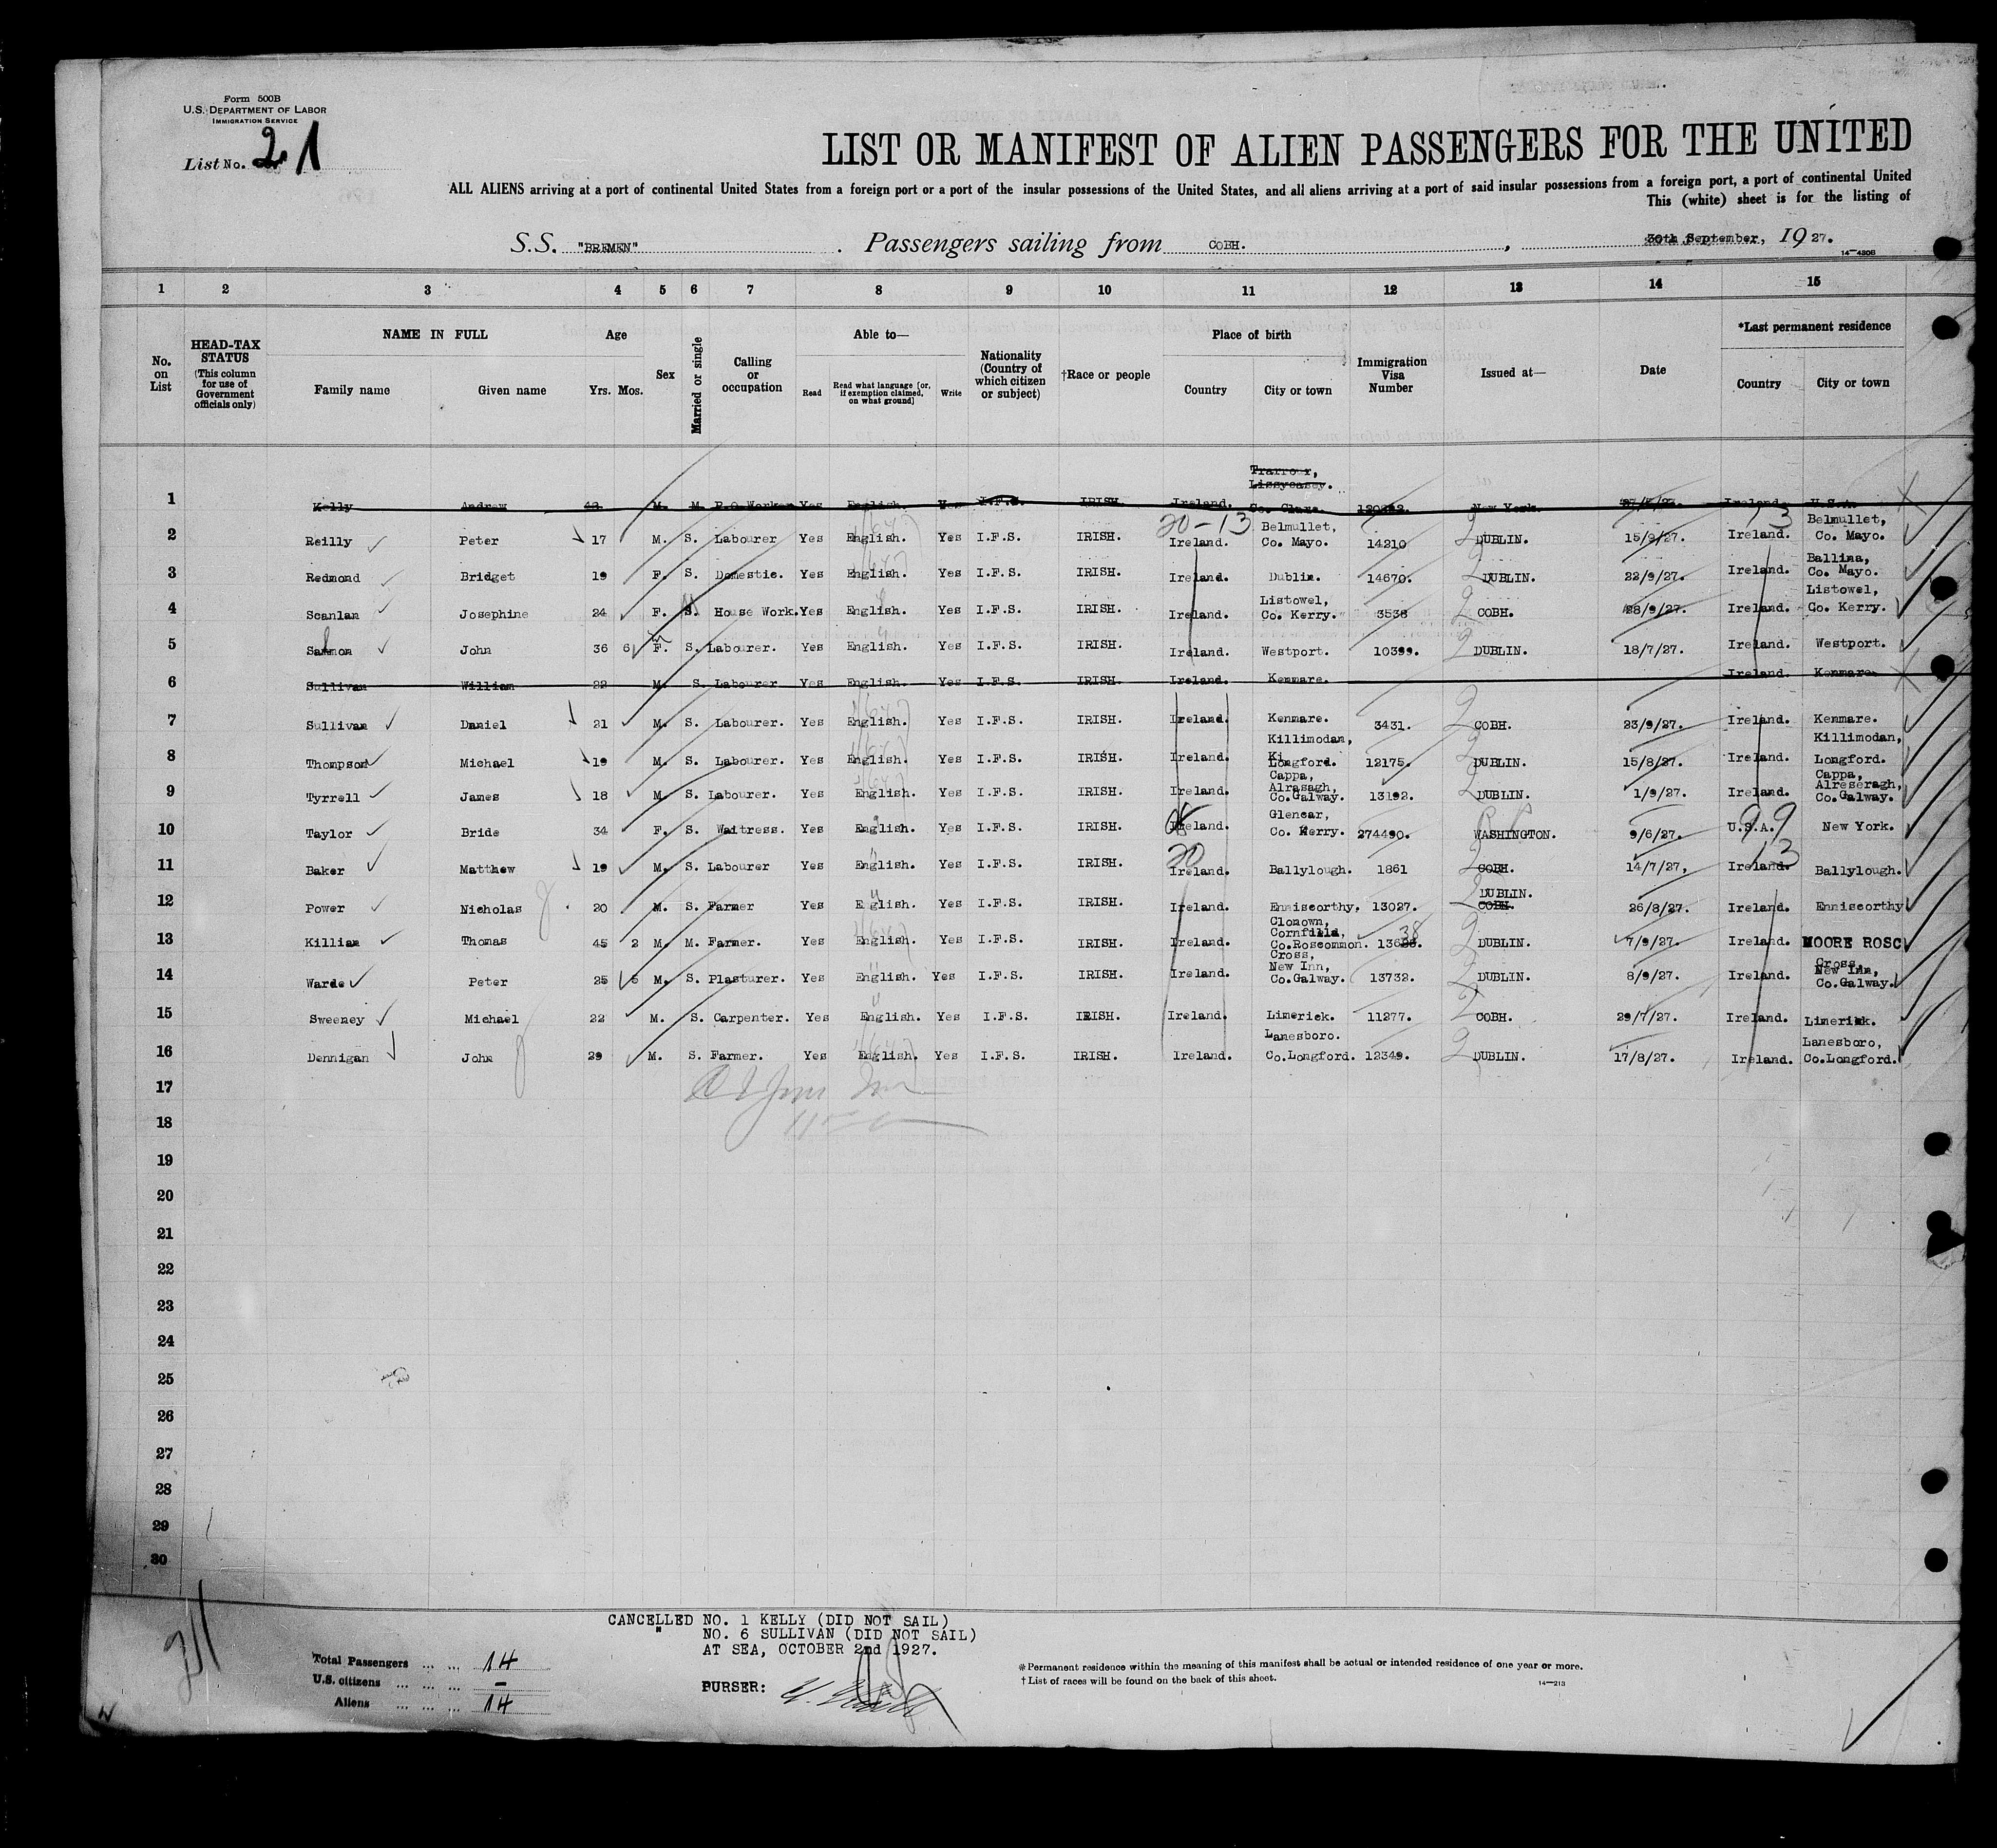 Form 500B
U.S. DEPARTMENT OF LABOR
IMMIGRATION SERVICE
List No. 21
LIST OR MANIFEST OF ALIEN PASSENGERS FOR THE UNITED
ALL ALIENS arriving at a port of continental United States from a foreign port or a port of the insular possessions of the United States, and all aliens arriving at a port of said insular possessions from a foreign port, a port of continental United
This (white) sheet is for the listing of
S.S. "BREMEN" . Passengers sailing from COBH. , 30th September, 1927.
14—4306
1 2 3 4 5 6 7 8 9 10 11 12 13 14 15
No. on List
HEAD-TAX STATUS (This column for use of Government officials only)
NAME IN FULL Family name Given name
Age Yrs. Mos.
Sex
Married or single
Calling or occupation
Able to— Read Read what language [or, if exemption claimed, on what ground] Write
Nationality (Country of which citizen or subject)
†Race or people
Place of birth Country City or town
Immigration Visa Number
Issued at—
Date
*Last permanent residence Country City or town
1 Kelly Andrew M. M. P.O.Worker Yes English. Yes I.F.S. IRISH. Ireland. Lissycasey. Co. Clare. New York. Ireland. U.S.A.
2 Reilly Peter 17 M. S. Labourer Yes English. Yes I.F.S. IRISH. 20-13 Ireland. Belmullet, Co. Mayo. 14210 DUBLIN. 15/9/27. Ireland. Belmullet, Co. Mayo.
3 Redmond Bridget 19 F. S. Domestic. Yes English. Yes I.F.S. IRISH. Ireland. Dublin. 14670. DUBLIN. 22/9/27. Ireland. Ballina, Co. Mayo.
4 Scanlan Josephine 24 F. S. House Work. Yes English. Yes I.F.S. IRISH. Ireland. Listowel, Co. Kerry. 3538 COBH. 28/9/27. Ireland. Listowel, Co. Kerry.
5 Salmon John 36 6 F. S. Labourer. Yes English. Yes I.F.S. IRISH. Ireland. Westport. 10399. DUBLIN. 18/7/27. Ireland. Westport.
6 Sullivan William 22 M. S. Labourer Yes English. Yes I.F.S. IRISH. Ireland. Kenmare. Ireland. Kenmare.
7 Sullivan Daniel 21 M. S. Labourer. Yes English. Yes I.F.S. IRISH. Ireland. Kenmare. 3431. COBH. 23/9/27. Ireland. Kenmare.
8 Thompson Michael 19 M. S. Labourer. Yes English. Yes I.F.S. IRISH. Ireland. Killimodan, Longford. 12175. DUBLIN. 15/8/27. Ireland. Killimodan, Longford.
9 Tyrrell James 18 M. S. Labourer. Yes English. Yes I.F.S. IRISH. Ireland. Cappa, Alrasagh, Co.Galway. 13192. DUBLIN. 1/9/27. Ireland. Cappa, Alreseragh, Co.Galway.
10 Taylor Bride 34 F. S. Waitress. Yes English. Yes I.F.S. IRISH. Ireland. Glencar, Co. Kerry. 274490. WASHINGTON. 9/6/27. U.S.A. 99 New York.
11 Baker Matthew 19 M. S. Labourer Yes English. Yes I.F.S. IRISH. 20 Ireland. Ballylough. 1861 COBH. 14/7/27, Ireland. 13 Ballylough.
12 Power Nicholas 20 M. S. Farmer Yes English. Yes I.F.S. IRISH. Ireland. Enniscorthy, 13027. DUBLIN. COBH. 26/8/27. Ireland. Enniscorthy
13 Killian Thomas 45 2 M. M. Farmer. Yes English. Yes I.F.S. IRISH. Ireland. Clonown, Cornfilla, Co.Roscommon. 38 DUBLIN. 7/9/27. Ireland. MOORE ROSC
14 Warde Peter 25 5 M. S. Plasturer. Yes English. Yes I.F.S. IRISH. Ireland. Cross, New Inn, Co.Galway. 13732. DUBLIN. 8/9/27. Ireland. Cross, New Inn, Co.Galway.
15 Sweeney Michael 22 M. S. Carpenter. Yes English. Yes I.F.S. IRISH. Ireland. Limerick. 11277. COBH. 29/7/27. Ireland. Limerick.
16 Dennigan John 29 M. S. Farmer. Yes English. Yes I.F.S. IRISH. Ireland. Lanesboro. Co.Longford. 12349. DUBLIN. 17/8/27. Ireland. Lanesboro, Co.Longford.
17
18
19
20
21
22
23
24
25
26
27
28
29
30
CANCELLED NO. 1 KELLY (DID NOT SAIL)
" NO. 6 SULLIVAN (DID NOT SAIL)
AT SEA, OCTOBER 2nd 1927.
21
Total Passengers ... ... 14
U.S. citizens ... ... ... -
Aliens ... ... ... 14
PURSER:
*Permanent residence within the meaning of this manifest shall be actual or intended residence of one year or more.
†List of races will be found on the back of this sheet.
14—213